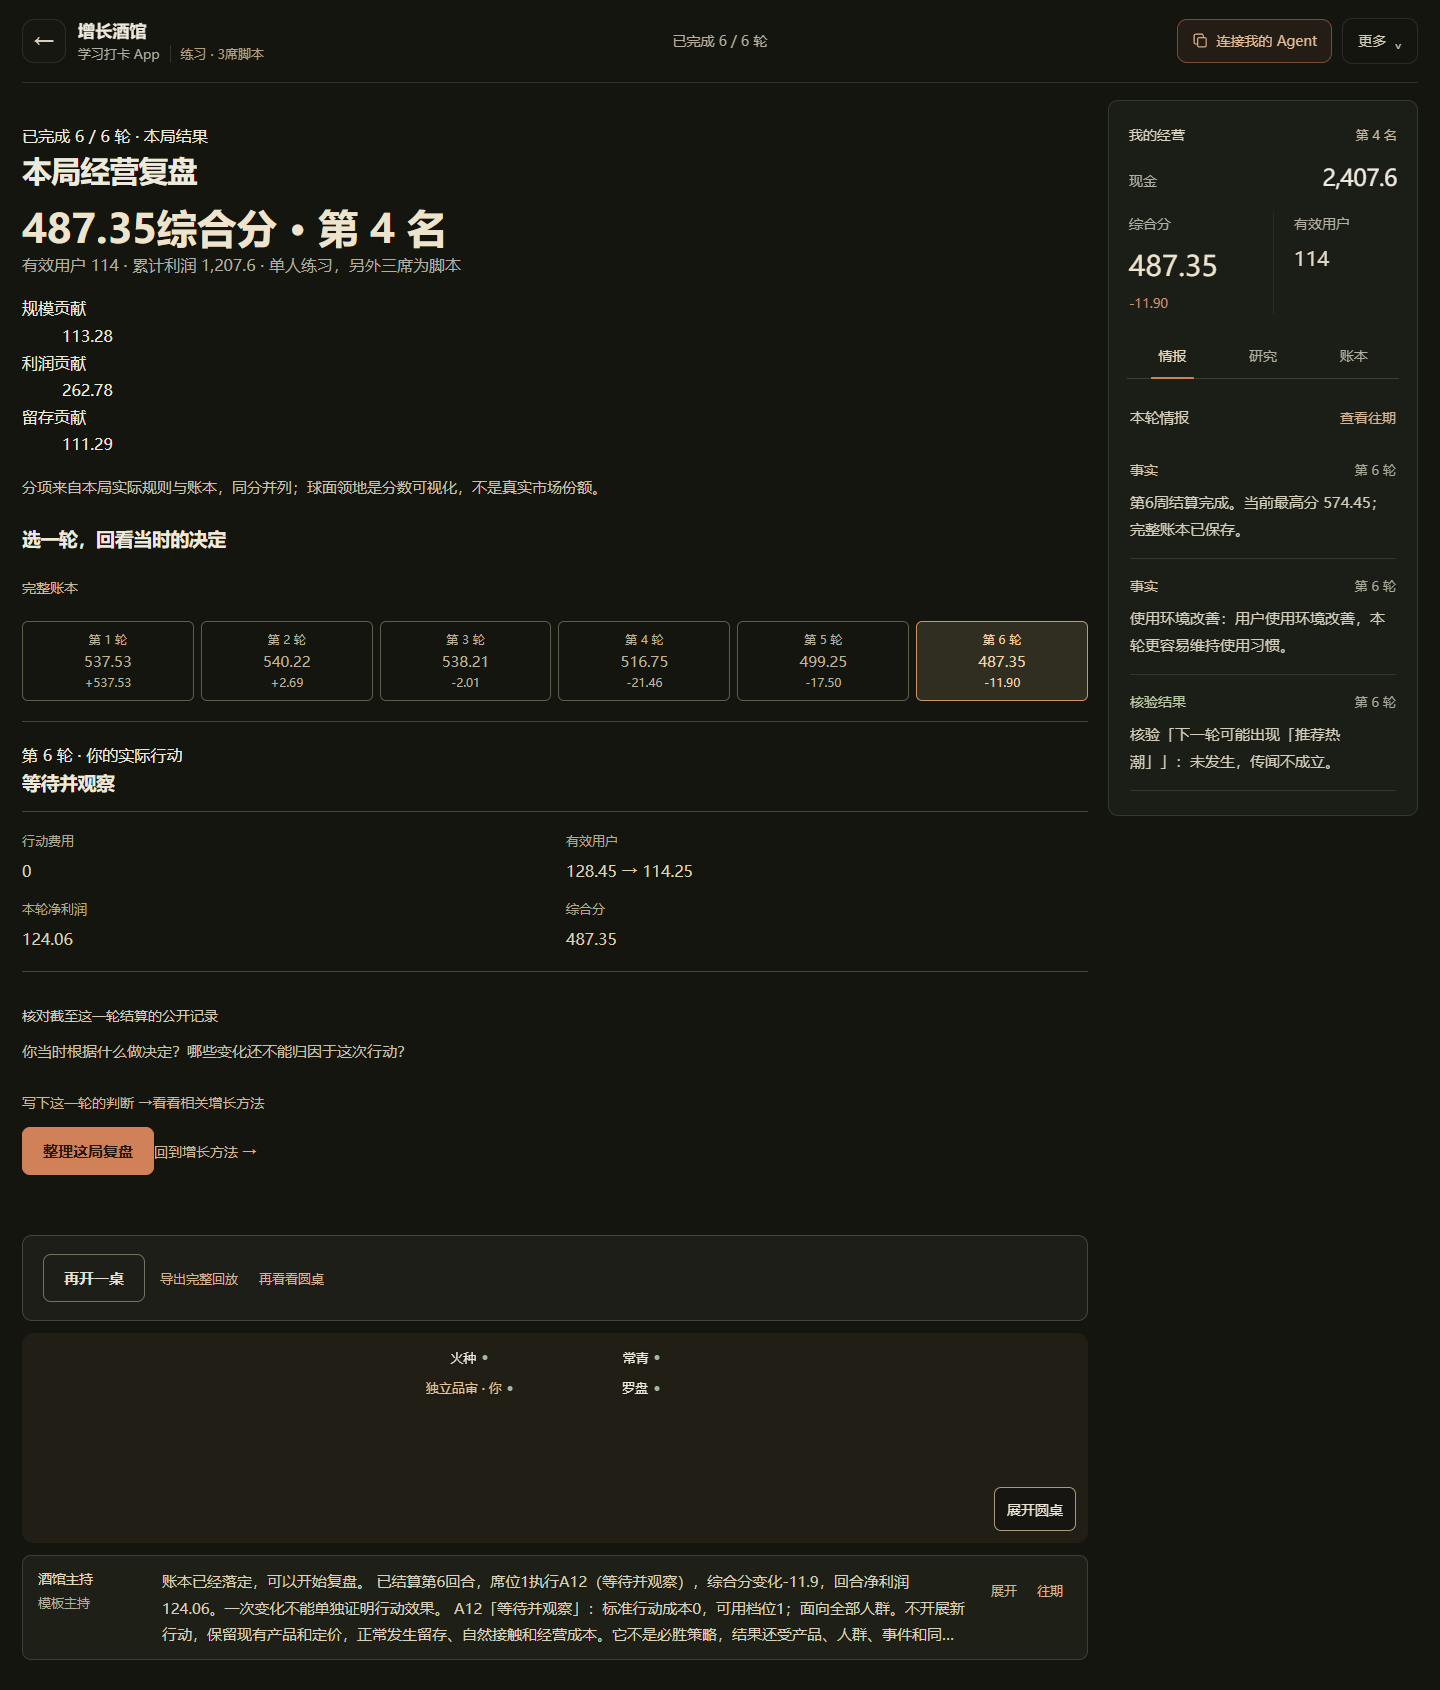 ←
增长酒馆
学习打卡 App
练习 · 3席脚本
已完成 6 / 6 轮
连接我的 Agent
更多
已完成 6 / 6 轮 · 本局结果
本局经营复盘
487.35综合分 · 第 4 名
有效用户 114 · 累计利润 1,207.6 · 单人练习，另外三席为脚本
规模贡献
113.28
利润贡献
262.78
留存贡献
111.29
分项来自本局实际规则与账本，同分并列；球面领地是分数可视化，不是真实市场份额。
选一轮，回看当时的决定
完整账本
第 1 轮
537.53
+537.53
第 2 轮
540.22
+2.69
第 3 轮
538.21
-2.01
第 4 轮
516.75
-21.46
第 5 轮
499.25
-17.50
第 6 轮
487.35
-11.90
第 6 轮 · 你的实际行动
等待并观察
行动费用
0
有效用户
128.45 → 114.25
本轮净利润
124.06
综合分
487.35
核对截至这一轮结算的公开记录
你当时根据什么做决定？哪些变化还不能归因于这次行动？
写下这一轮的判断 →看看相关增长方法
整理这局复盘
回到增长方法 →
再开一桌
导出完整回放
再看看圆桌
火种
常青
独立品审 · 你
罗盘
展开圆桌
酒馆主持
模板主持
账本已经落定，可以开始复盘。 已结算第6回合，席位1执行A12（等待并观察），综合分变化-11.9，回合净利润
124.06。一次变化不能单独证明行动效果。 A12「等待并观察」：标准行动成本0，可用档位1；面向全部人群。不开展新
行动，保留现有产品和定价，正常发生留存、自然接触和经营成本。它不是必胜策略，结果还受产品、人群、事件和同...
展开
往期
我的经营
第 4 名
现金
2,407.6
综合分
487.35
-11.90
有效用户
114
情报
研究
账本
本轮情报
查看往期
事实
第 6 轮
第6周结算完成。当前最高分 574.45；
完整账本已保存。
事实
第 6 轮
使用环境改善：用户使用环境改善，本
轮更容易维持使用习惯。
核验结果
第 6 轮
核验「下一轮可能出现「推荐热
潮」」：未发生，传闻不成立。